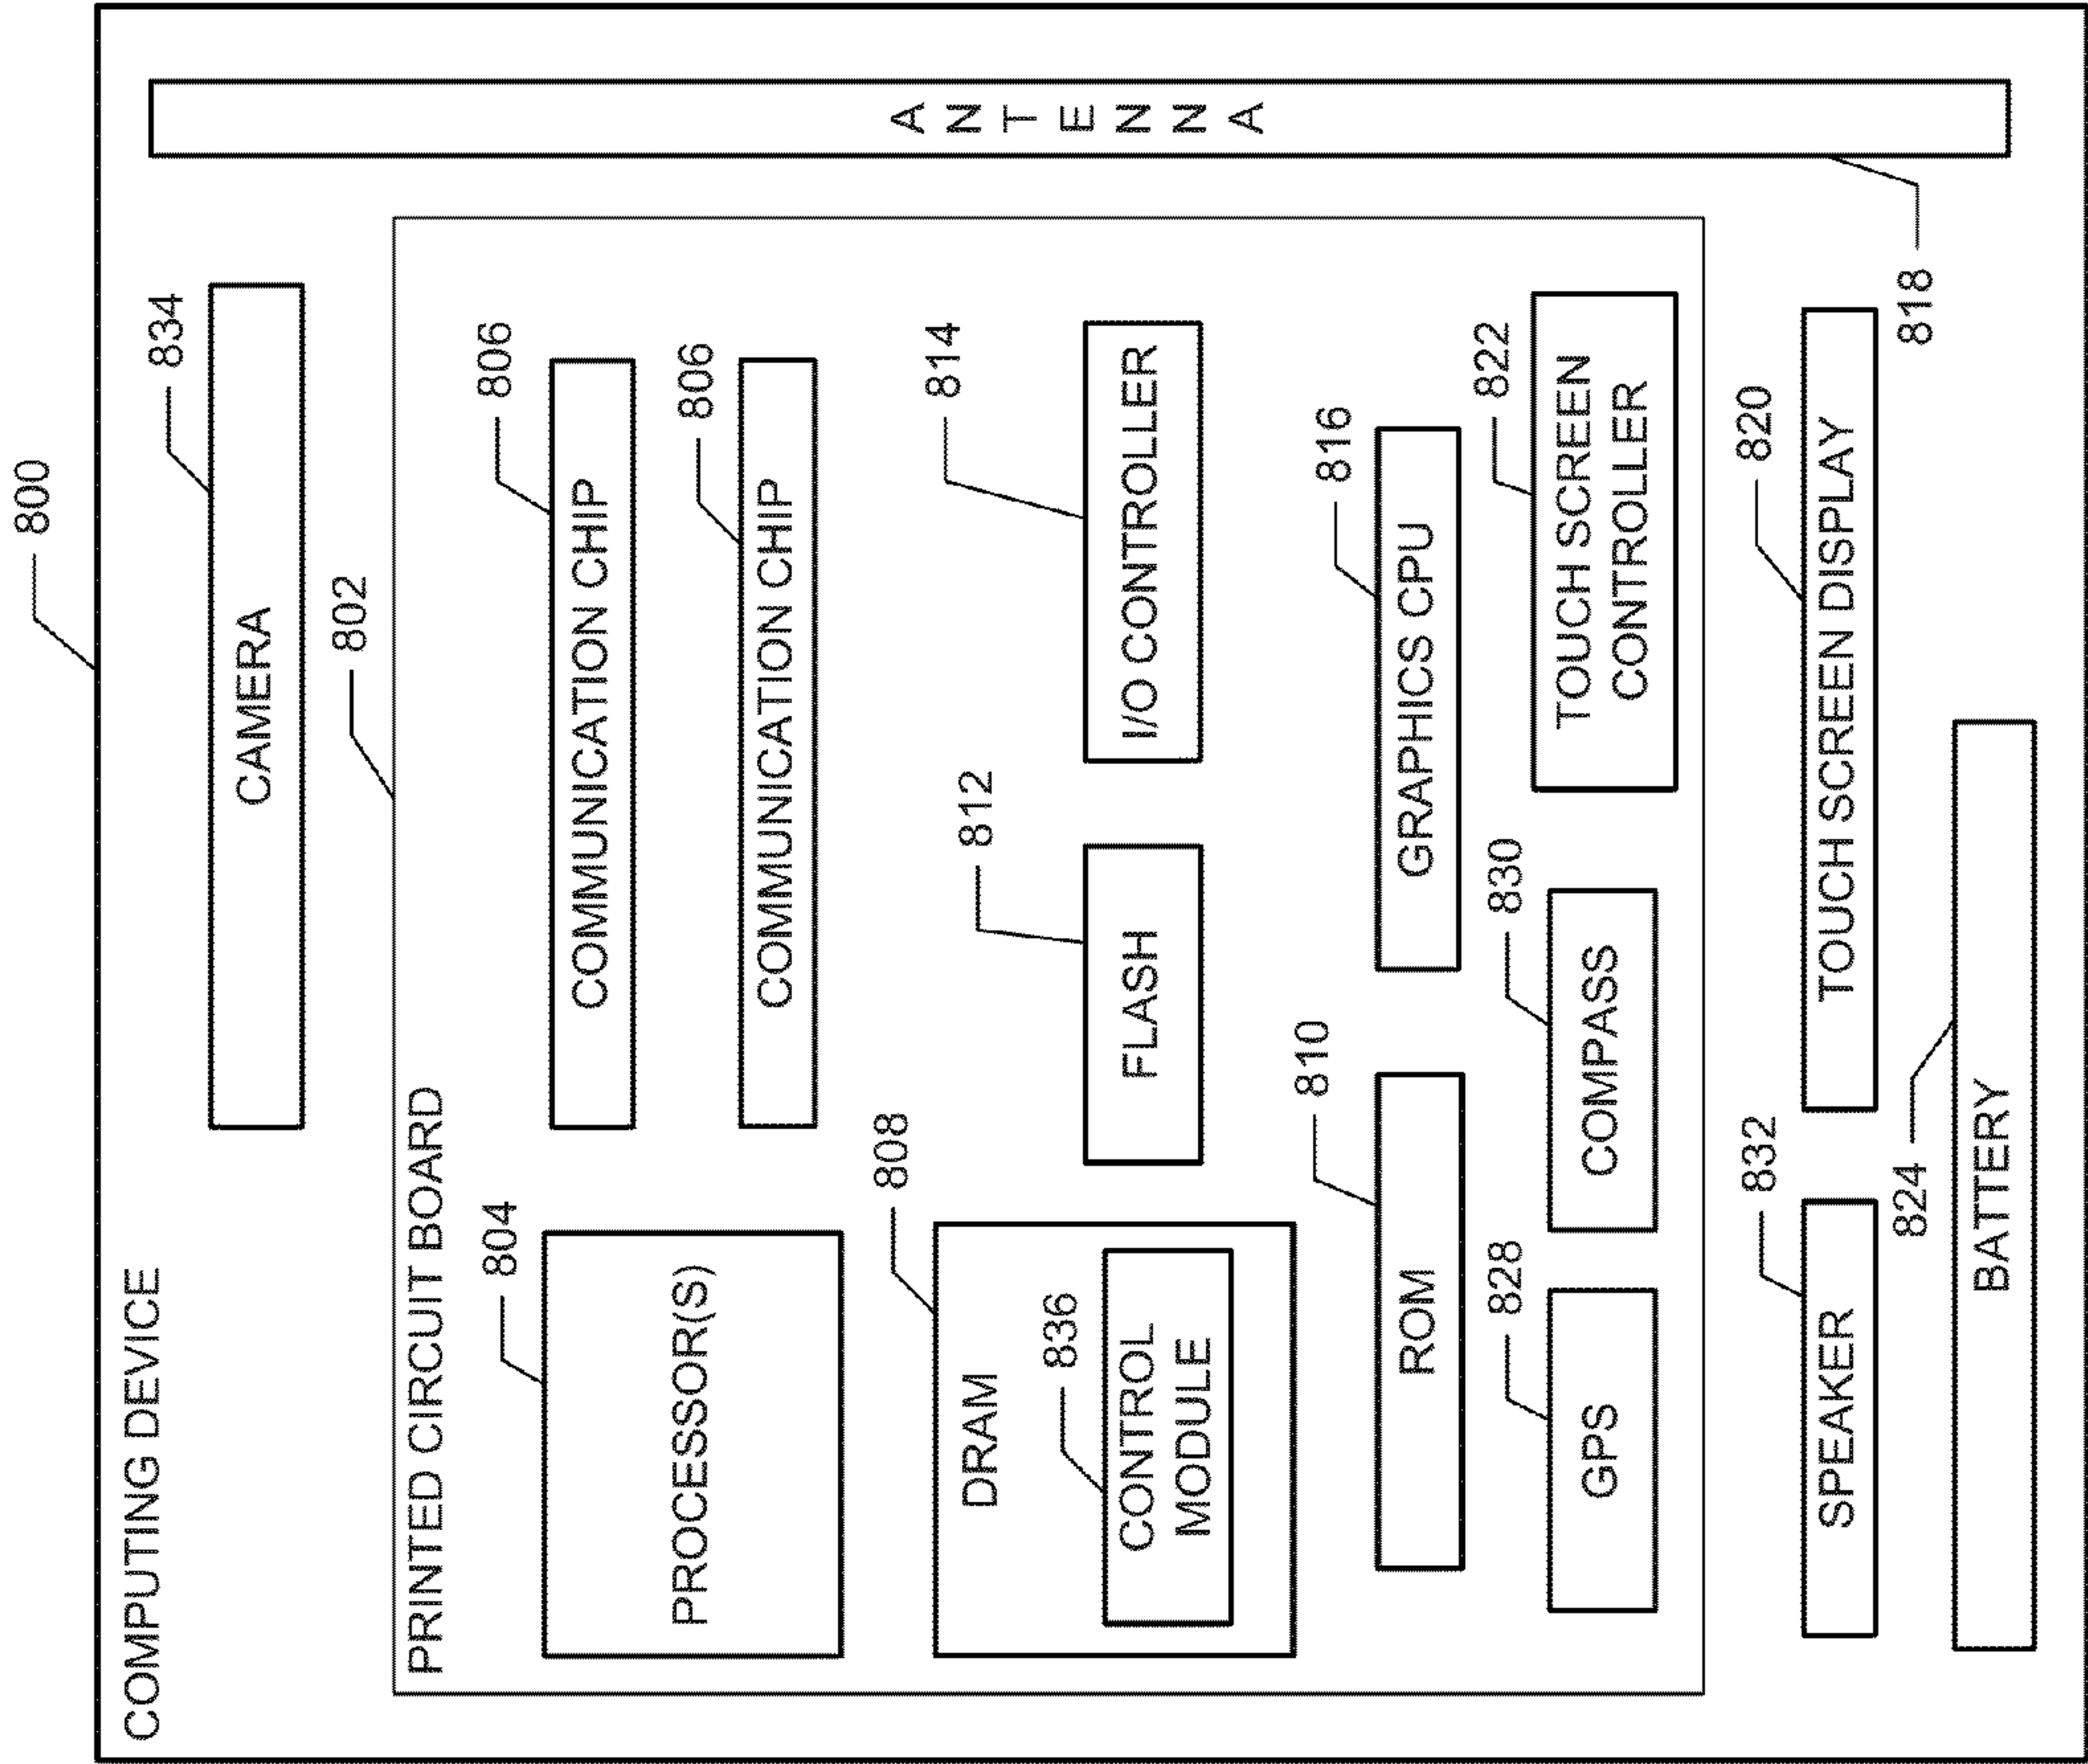 800
COMPUTING DEVICE
834
CAMERA
802
PRINTED CIRCUIT BOARD
804
PROCESSOR(S)
806
COMMUNICATION CHIP
806
COMMUNICATION CHIP
808
DRAM
836
CONTROL
MODULE
812
FLASH
814
I/O CONTROLLER
810
ROM
816
GRAPHICS CPU
828
GPS
830
COMPASS
822
TOUCH SCREEN
CONTROLLER
832
SPEAKER
820
TOUCH SCREEN DISPLAY
824
BATTERY
818
ANTENNA